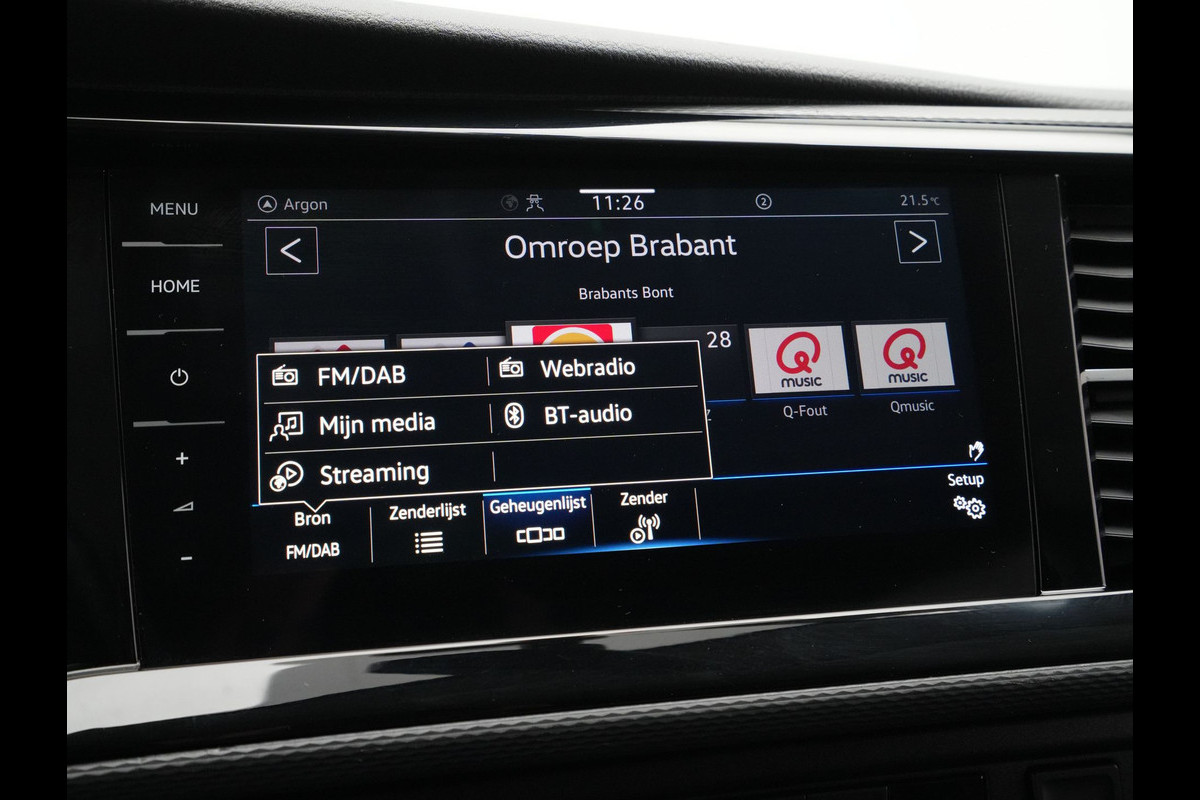 MENU
HOME
+
-
Argon
11:26
2
21.5°C
<
Omroep Brabant
>
Brabants Bont
28
Q
MUSIC
Q-Fout
Q
MUSIC
Qmusic
FM/DAB
Webradio
Mijn media
BT-audio
Streaming
Bron
FM/DAB
Zenderlijst
Geheugenlijst
Zender
Setup